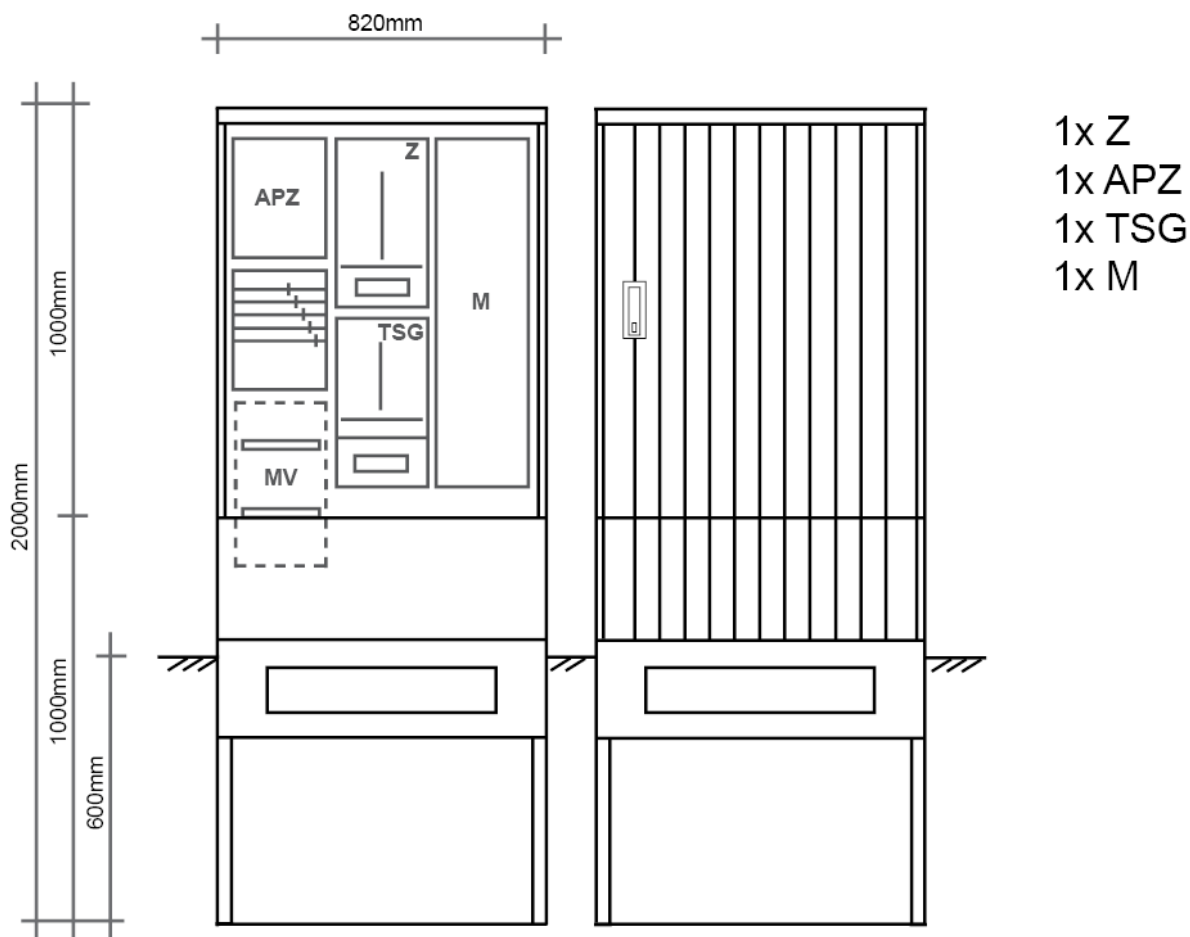 820mm
1x Z
1x APZ
1x TSG
1x M
Z
APZ
M
TSG
MV
1000mm
2000mm
1000mm
600mm